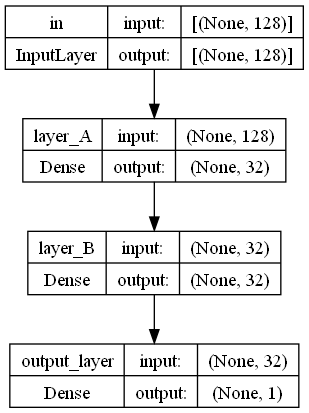 in input: [(None, 128)]
InputLayer output: [(None, 128)]
layer_A input: (None, 128)
Dense output: (None, 32)
layer_B input: (None, 32)
Dense output: (None, 32)
output_layer input: (None, 32)
Dense output: (None, 1)